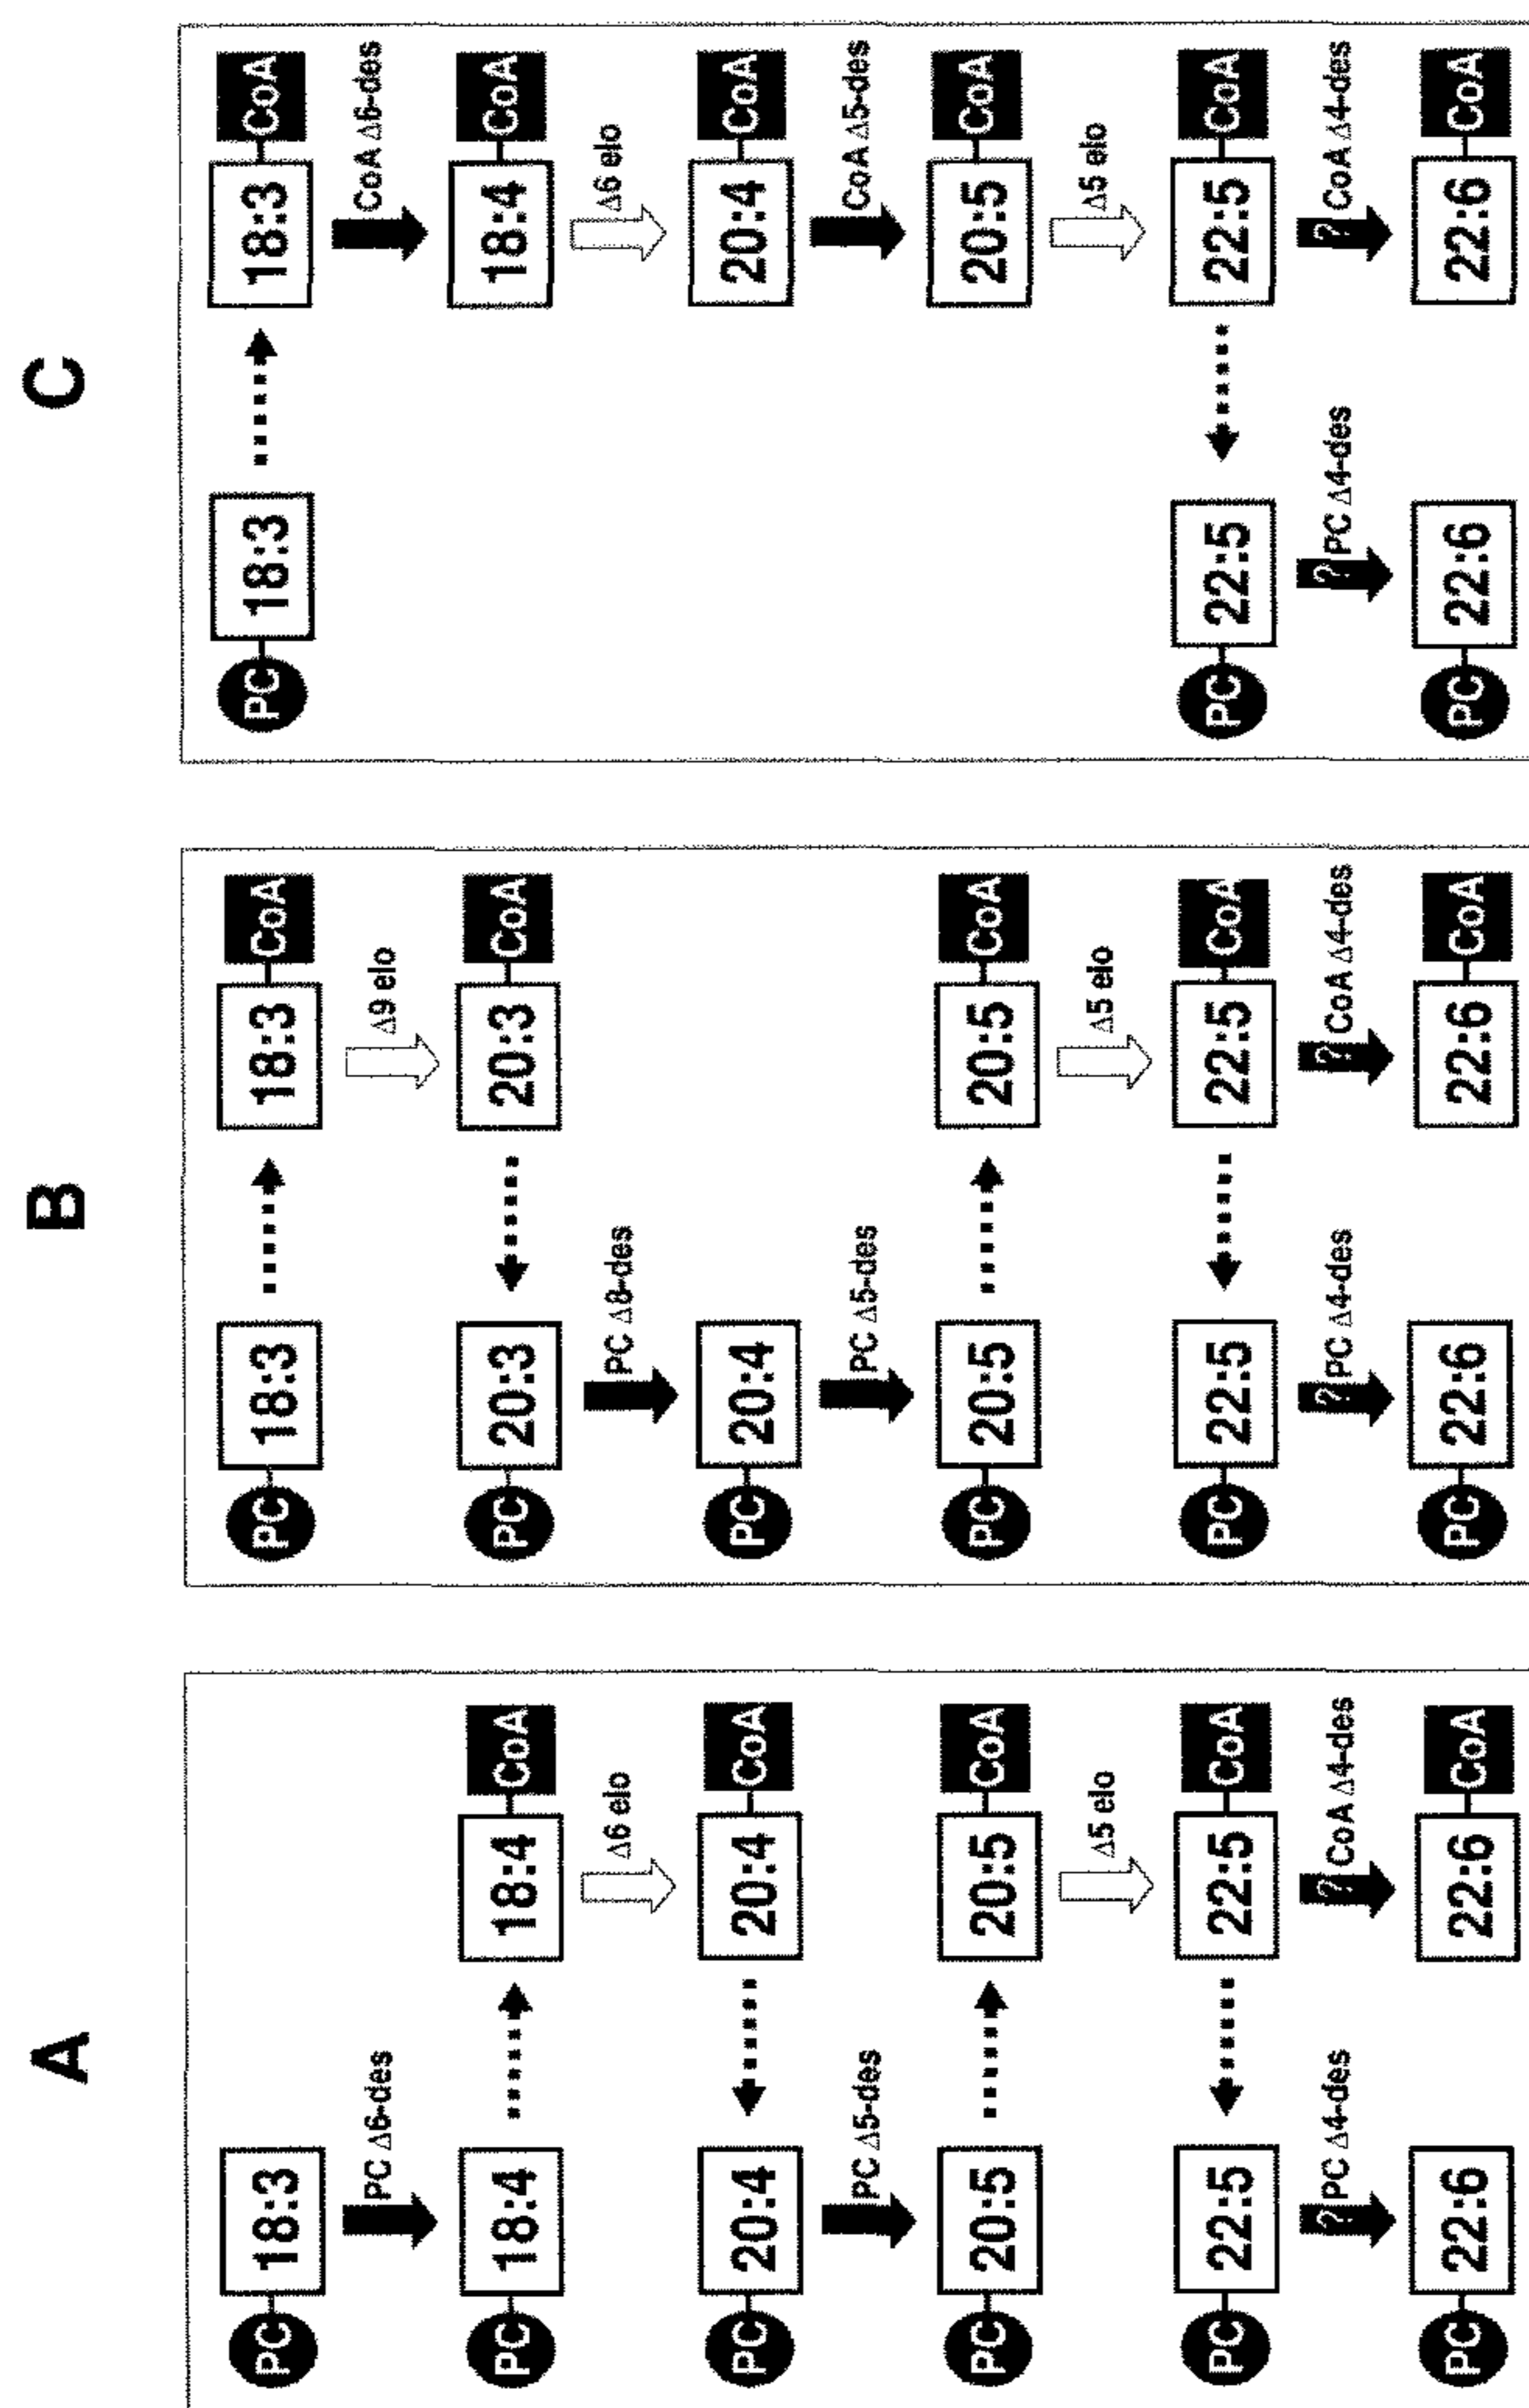 A
PC 18:3
PC Δ6-des
PC 18:4 18:4 CoA
Δ6 elo
PC 20:4 20:4 CoA
PC Δ5-des
PC 20:5 20:5 CoA
Δ5 elo
PC 22:5 22:5 CoA
? PC Δ4-des ? CoA Δ4-des
PC 22:6 22:6 CoA
B
PC 18:3 18:3 CoA
Δ9 elo
PC 20:3 20:3 CoA
PC Δ8-des
PC 20:4
PC Δ5-des
PC 20:5 20:5 CoA
Δ5 elo
PC 22:5 22:5 CoA
? PC Δ4-des ? CoA Δ4-des
PC 22:6 22:6 CoA
C
PC 18:3 18:3 CoA
CoA Δ6-des
18:4 CoA
Δ6 elo
20:4 CoA
CoA Δ5-des
20:5 CoA
Δ5 elo
PC 22:5 22:5 CoA
? PC Δ4-des ? CoA Δ4-des
PC 22:6 22:6 CoA